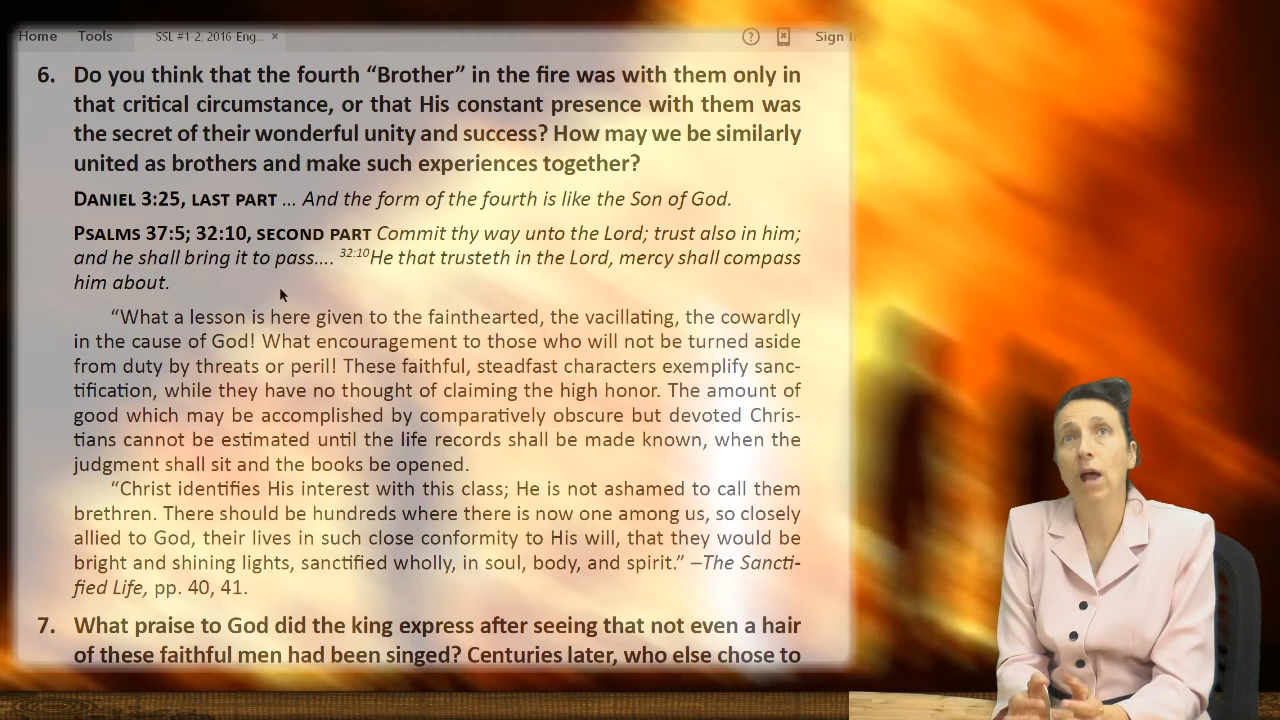 Home Tools SSL #1-2, 2016 Eng... × ? Sign In
6. Do you think that the fourth “Brother” in the fire was with them only in
that critical circumstance, or that His constant presence with them was
the secret of their wonderful unity and success? How may we be similarly
united as brothers and make such experiences together?
DANIEL 3:25, LAST PART ... And the form of the fourth is like the Son of God.
PSALMS 37:5; 32:10, SECOND PART Commit thy way unto the Lord; trust also in him;
and he shall bring it to pass.... 32:10He that trusteth in the Lord, mercy shall compass
him about.
“What a lesson is here given to the fainthearted, the vacillating, the cowardly
in the cause of God! What encouragement to those who will not be turned aside
from duty by threats or peril! These faithful, steadfast characters exemplify sanc-
tification, while they have no thought of claiming the high honor. The amount of
good which may be accomplished by comparatively obscure but devoted Chris-
tians cannot be estimated until the life records shall be made known, when the
judgment shall sit and the books be opened.
“Christ identifies His interest with this class; He is not ashamed to call them
brethren. There should be hundreds where there is now one among us, so closely
allied to God, their lives in such close conformity to His will, that they would be
bright and shining lights, sanctified wholly, in soul, body, and spirit.” –The Sancti-
fied Life, pp. 40, 41.
7. What praise to God did the king express after seeing that not even a hair
of these faithful men had been singed? Centuries later, who else chose to